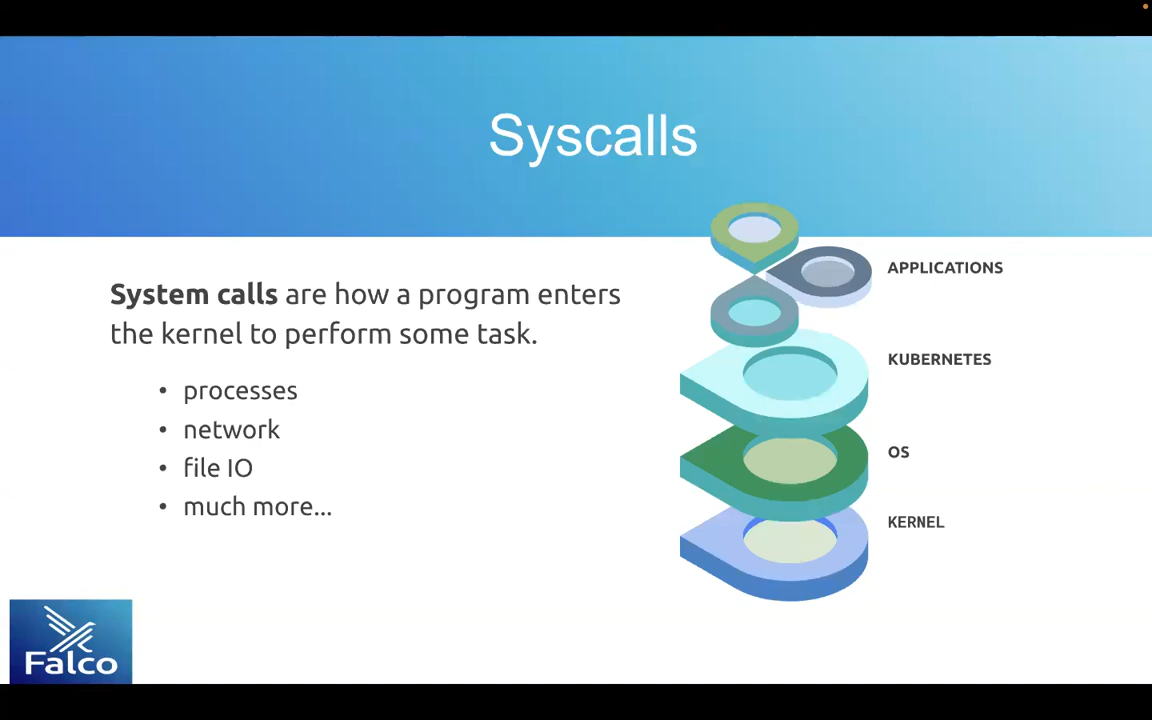 Syscalls
System calls are how a program enters
the kernel to perform some task.
• processes
• network
• file IO
• much more...
APPLICATIONS
KUBERNETES
OS
KERNEL
Falco